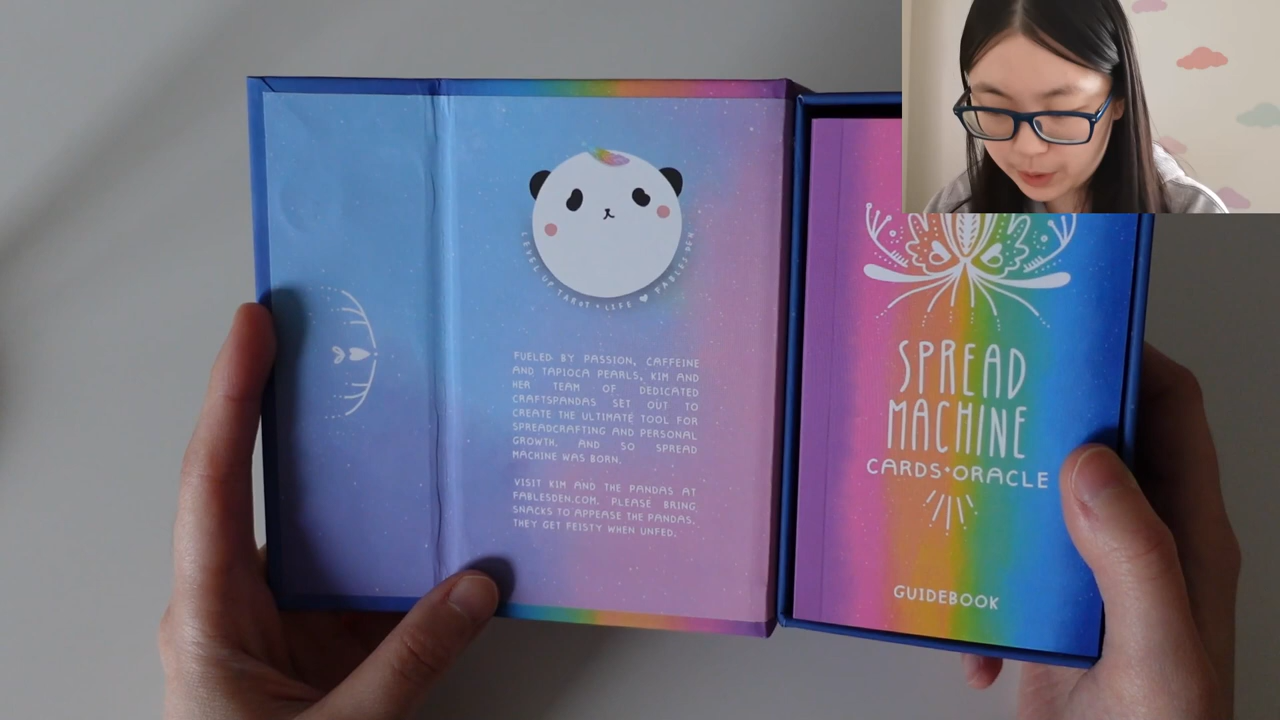 LEVEL UP TAROT + LIFE ♥ FABLES DEN
FUELED BY PASSION, CAFFEINE
AND TAPIOCA PEARLS, KIM AND
HER TEAM OF DEDICATED
CRAFTSPANDAS SET OUT TO
CREATE THE ULTIMATE TOOL FOR
SPREADCRAFTING AND PERSONAL
GROWTH. AND SO SPREAD
MACHINE WAS BORN.
VISIT KIM AND THE PANDAS AT
FABLESDEN.COM. PLEASE BRING
SNACKS TO APPEASE THE PANDAS.
THEY GET FEISTY WHEN UNFED.
SPREAD
MACHINE
CARDS•ORACLE
GUIDEBOOK